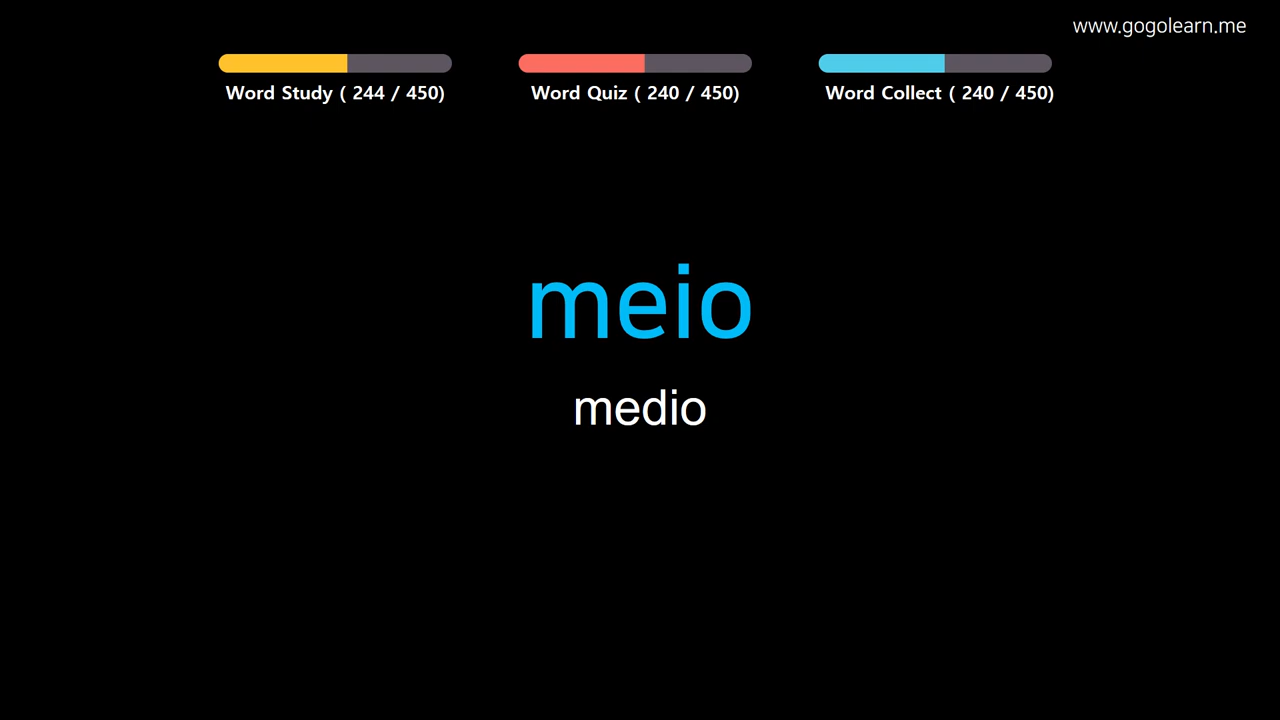 www.gogolearn.me
Word Study ( 244 / 450)
Word Quiz ( 240 / 450)
Word Collect ( 240 / 450)
meio
medio